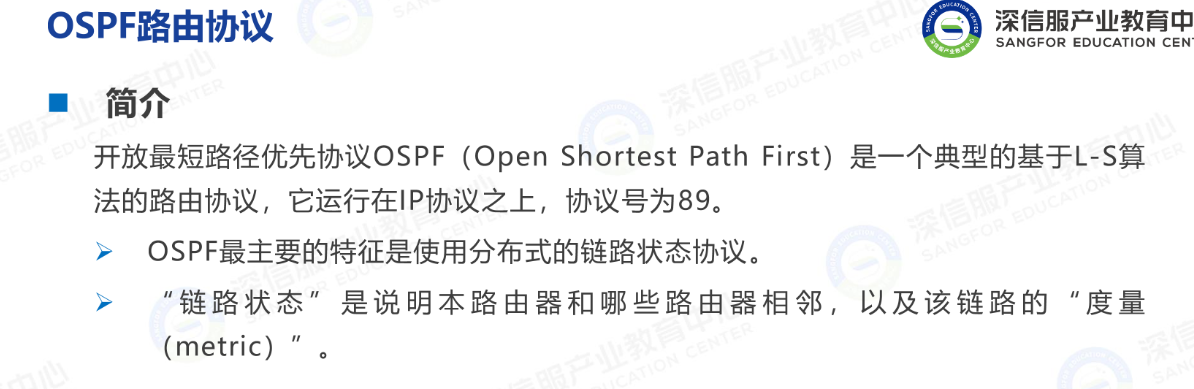 OSPF路由协议
深信服产业教育中
SANGFOR EDUCATION CEN
简介
开放最短路径优先协议OSPF（Open Shortest Path First）是一个典型的基于L-S算
法的路由协议，它运行在IP协议之上，协议号为89。
OSPF最主要的特征是使用分布式的链路状态协议。
“链路状态”是说明本路由器和哪些路由器相邻，以及该链路的“度量
（metric）”。